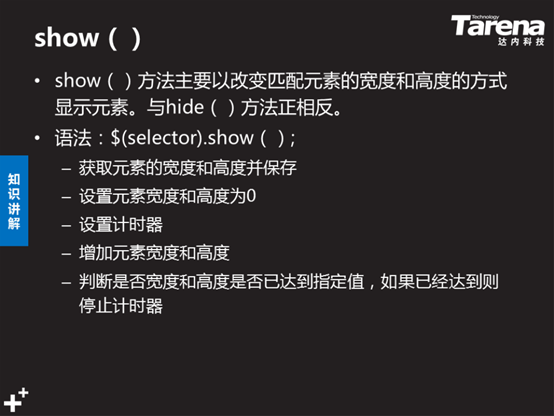 show（）
Technology
Tarena
达内科技
• show（）方法主要以改变匹配元素的宽度和高度的方式
显示元素。与hide（）方法正相反。
• 语法：$(selector).show（）;
– 获取元素的宽度和高度并保存
– 设置元素宽度和高度为0
– 设置计时器
– 增加元素宽度和高度
– 判断是否宽度和高度是否已达到指定值，如果已经达到则
停止计时器
知识讲解